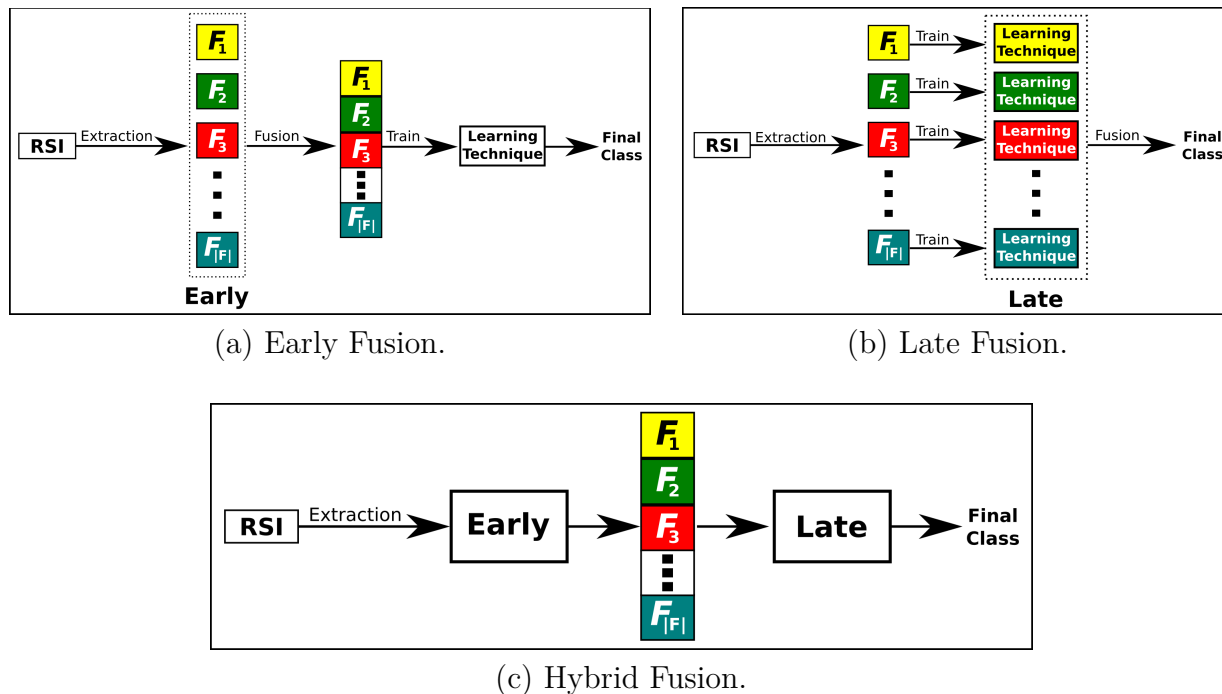 RSI
Extraction
F1
F2
F3
F|F|
Early
Fusion
F1
F2
F3
F|F|
Train
Learning
Technique
Final
Class
(a) Early Fusion.
RSI
Extraction
F1
F2
F3
F|F|
Train
Train
Train
Train
Learning
Technique
Learning
Technique
Learning
Technique
Learning
Technique
Late
Fusion
Final
Class
(b) Late Fusion.
RSI
Extraction
Early
F1
F2
F3
F|F|
Late
Final
Class
(c) Hybrid Fusion.